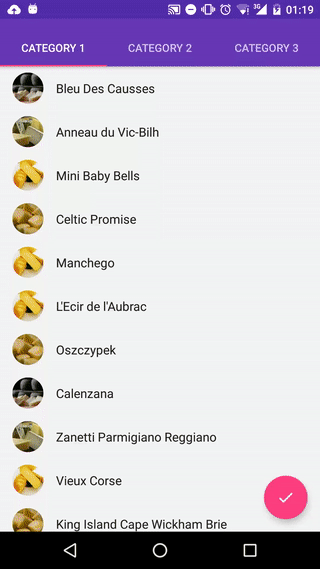 3G 01:19
CATEGORY 1 CATEGORY 2 CATEGORY 3
Bleu Des Causses
Anneau du Vic-Bilh
Mini Baby Bells
Celtic Promise
Manchego
L'Ecir de l'Aubrac
Oszczypek
Calenzana
Zanetti Parmigiano Reggiano
Vieux Corse
King Island Cape Wickham Brie